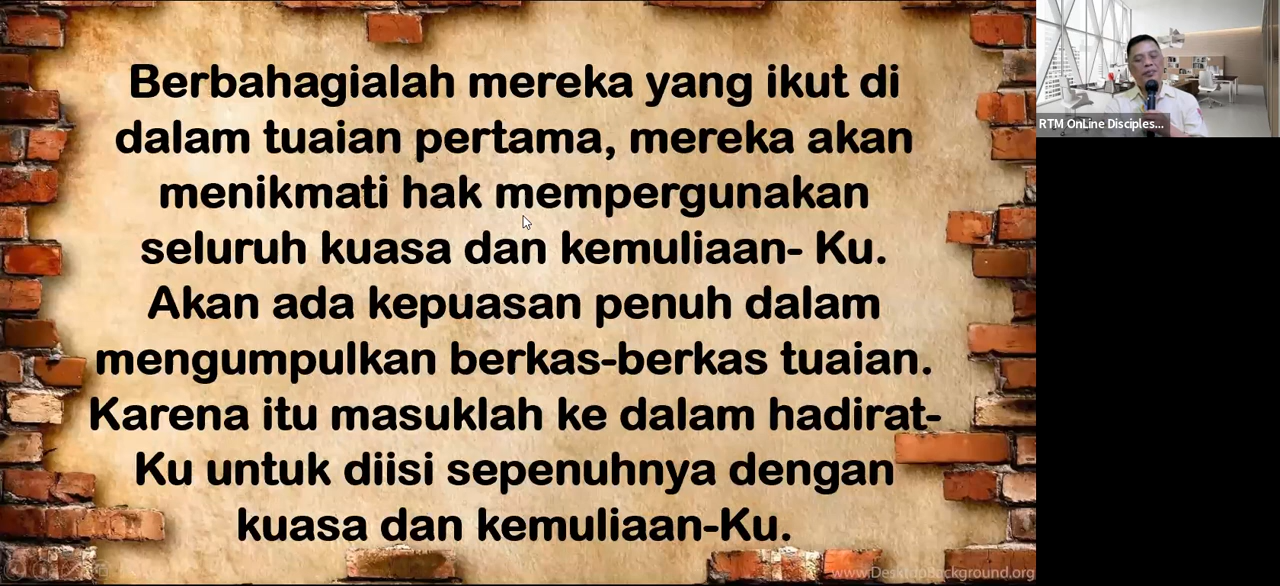 Berbahagialah mereka yang ikut di
dalam tuaian pertama, mereka akan
menikmati hak mempergunakan
seluruh kuasa dan kemuliaan- Ku.
Akan ada kepuasan penuh dalam
mengumpulkan berkas-berkas tuaian.
Karena itu masuklah ke dalam hadirat-
Ku untuk diisi sepenuhnya dengan
kuasa dan kemuliaan-Ku.
www.DesktopBackground.org
RTM OnLine Disciples...